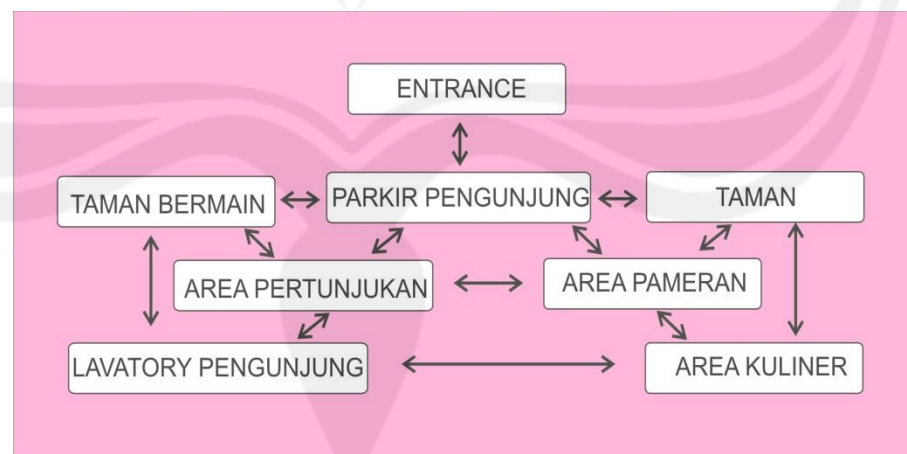 ENTRANCE
TAMAN BERMAIN
PARKIR PENGUNJUNG
TAMAN
AREA PERTUNJUKAN
AREA PAMERAN
LAVATORY PENGUNJUNG
AREA KULINER